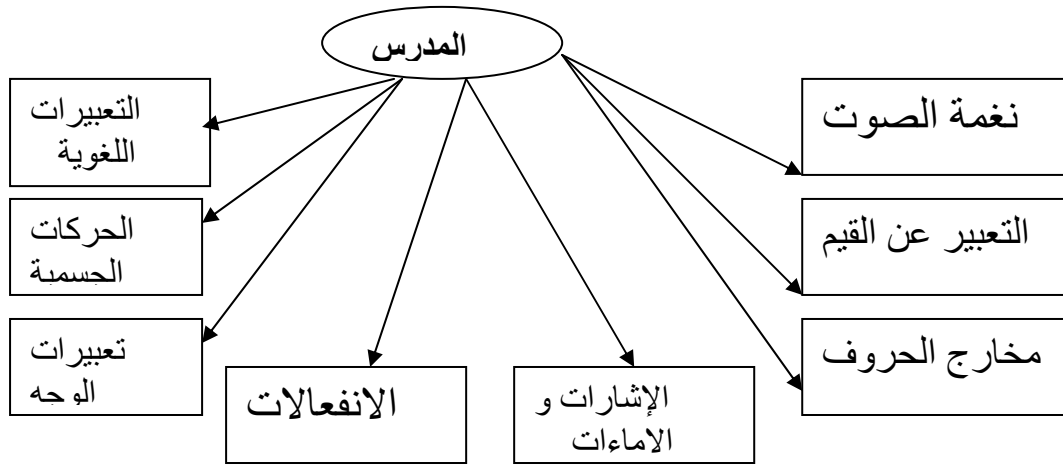 المدرس
نغمة الصوت
التعبير عن القيم
مخارج الحروف
الإشارات و
الاماءات
الانفعالات
التعبيرات
اللغوية
الحركات
الجسمية
تعبيرات
الوجه